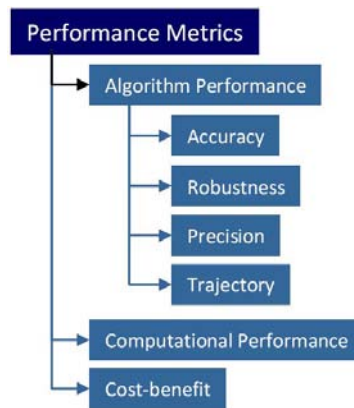 Performance Metrics
Algorithm Performance
Accuracy
Robustness
Precision
Trajectory
Computational Performance
Cost-benefit